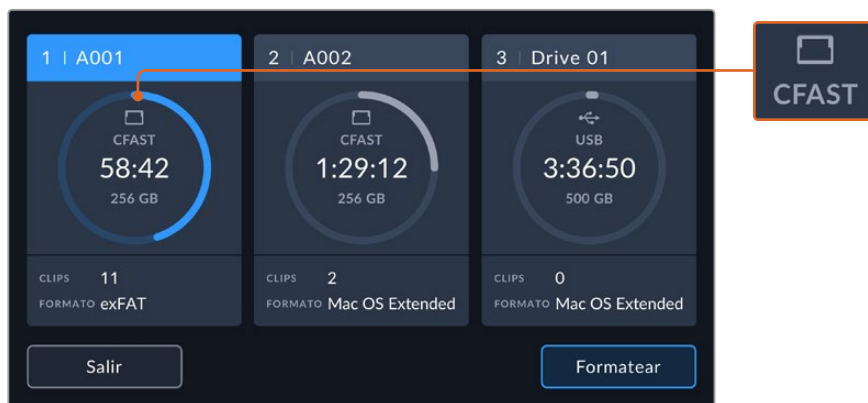 1 | A001
CFAST
58:42
256 GB
CLIPS 11
FORMATO exFAT
2 | A002
CFAST
1:29:12
256 GB
CLIPS 2
FORMATO Mac OS Extended
3 | Drive 01
USB
3:36:50
500 GB
CLIPS 0
FORMATO Mac OS Extended
Salir
Formatear
CFAST